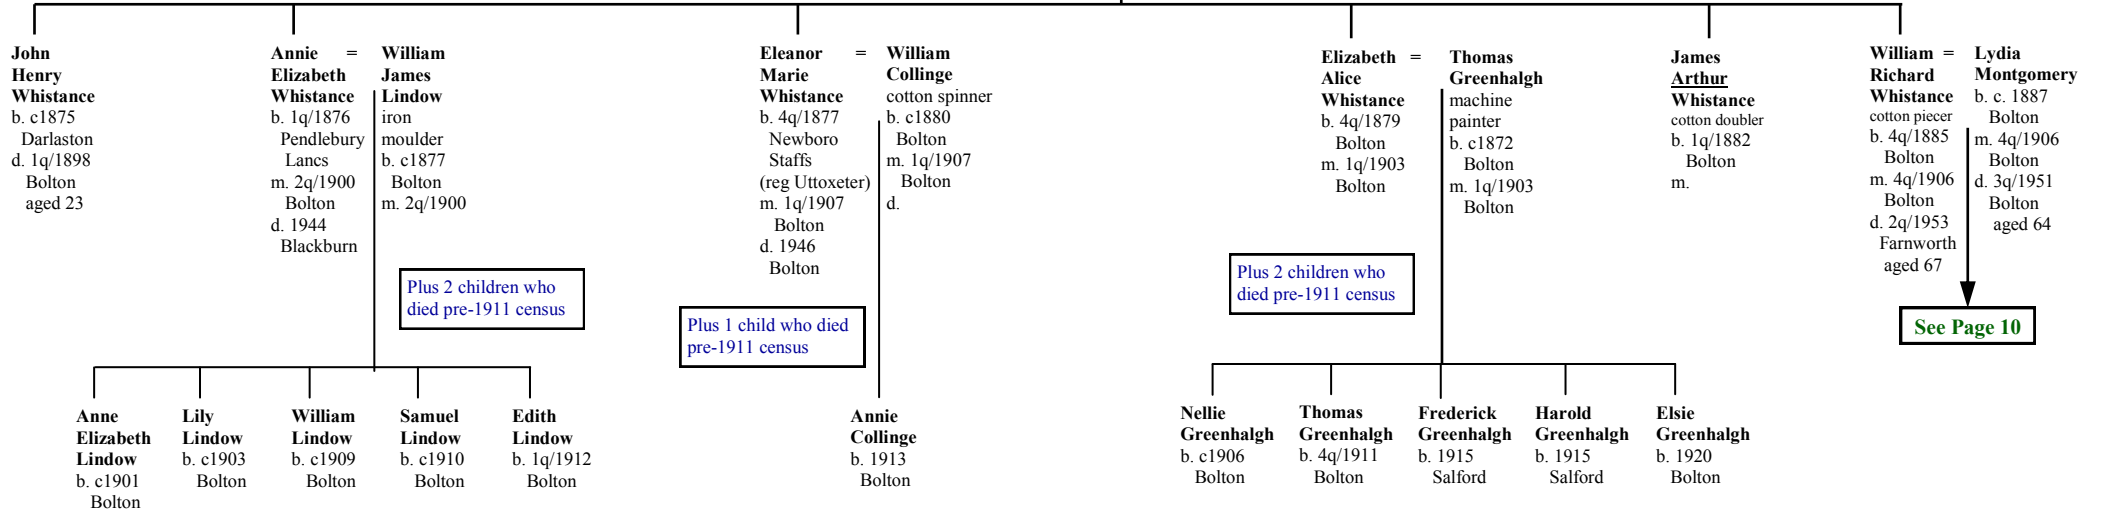 John
Henry
Whistance
b. c1875
Darlaston
d. 1q/1898
Bolton
aged 23
Annie =
Elizabeth
Whistance
b. 1q/1876
Pendlebury
Lancs
m. 2q/1900
Bolton
d. 1944
Blackburn
William
James
Lindow
iron
moulder
b. c1877
Bolton
m. 2q/1900
Eleanor =
Marie
Whistance
b. 4q/1877
Newboro
Staffs
(reg Uttoxeter)
m. 1q/1907
Bolton
d. 1946
Bolton
William
Collinge
cotton spinner
b. c1880
Bolton
m. 1q/1907
Bolton
d.
Elizabeth =
Alice
Whistance
b. 4q/1879
Bolton
m. 1q/1903
Bolton
Thomas
Greenhalgh
machine
painter
b. c1872
Bolton
m. 1q/1903
Bolton
James
Arthur
Whistance
cotton doubler
b. 1q/1882
Bolton
m.
William =
Richard
Whistance
cotton piecer
b. 4q/1885
Bolton
m. 4q/1906
Bolton
d. 2q/1953
Farnworth
aged 67
Lydia
Montgomery
b. c. 1887
Bolton
m. 4q/1906
Bolton
d. 3q/1951
Bolton
aged 64
Plus 2 children who
died pre-1911 census
Plus 1 child who died
pre-1911 census
Plus 2 children who
died pre-1911 census
See Page 10
Anne
Elizabeth
Lindow
b. c1901
Bolton
Lily
Lindow
b. c1903
Bolton
William
Lindow
b. c1909
Bolton
Samuel
Lindow
b. c1910
Bolton
Edith
Lindow
b. 1q/1912
Bolton
Annie
Collinge
b. 1913
Bolton
Nellie
Greenhalgh
b. c1906
Bolton
Thomas
Greenhalgh
b. 4q/1911
Bolton
Frederick
Greenhalgh
b. 1915
Salford
Harold
Greenhalgh
b. 1915
Salford
Elsie
Greenhalgh
b. 1920
Bolton